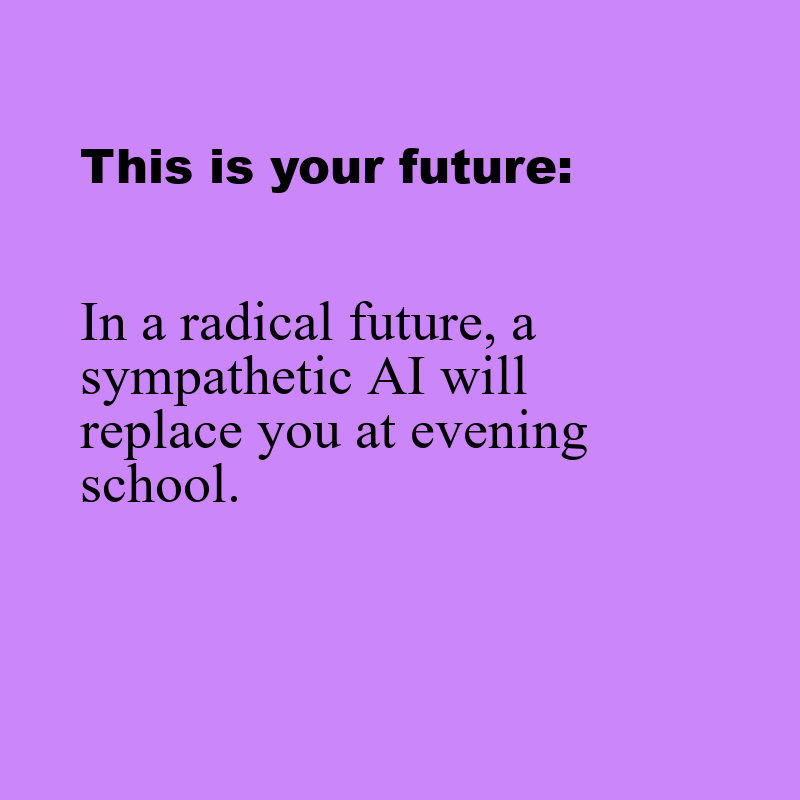 This is your future:
In a radical future, a
sympathetic AI will
replace you at evening
school.